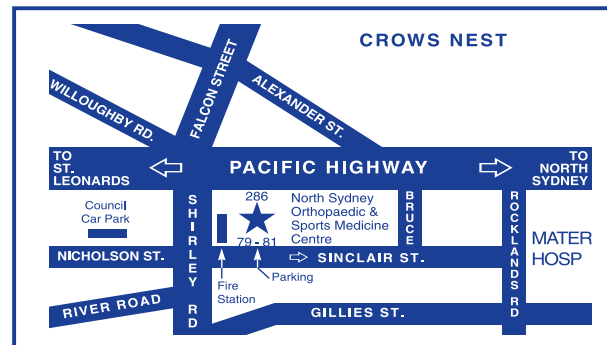 CROWS NEST
FALCON STREET
ALEXANDER ST.
WILLOUGHBY RD.
TO
ST.
LEONARDS
PACIFIC HIGHWAY
TO
NORTH
SYDNEY
Council
Car Park
SHIRLEY RD
286
79-81
North Sydney
Orthopaedic &
Sports Medicine
Centre
BRUCE
ROCKLANDS RD
MATER
HOSP
NICHOLSON ST.
SINCLAIR ST.
Fire
Station
Parking
RIVER ROAD
GILLIES ST.